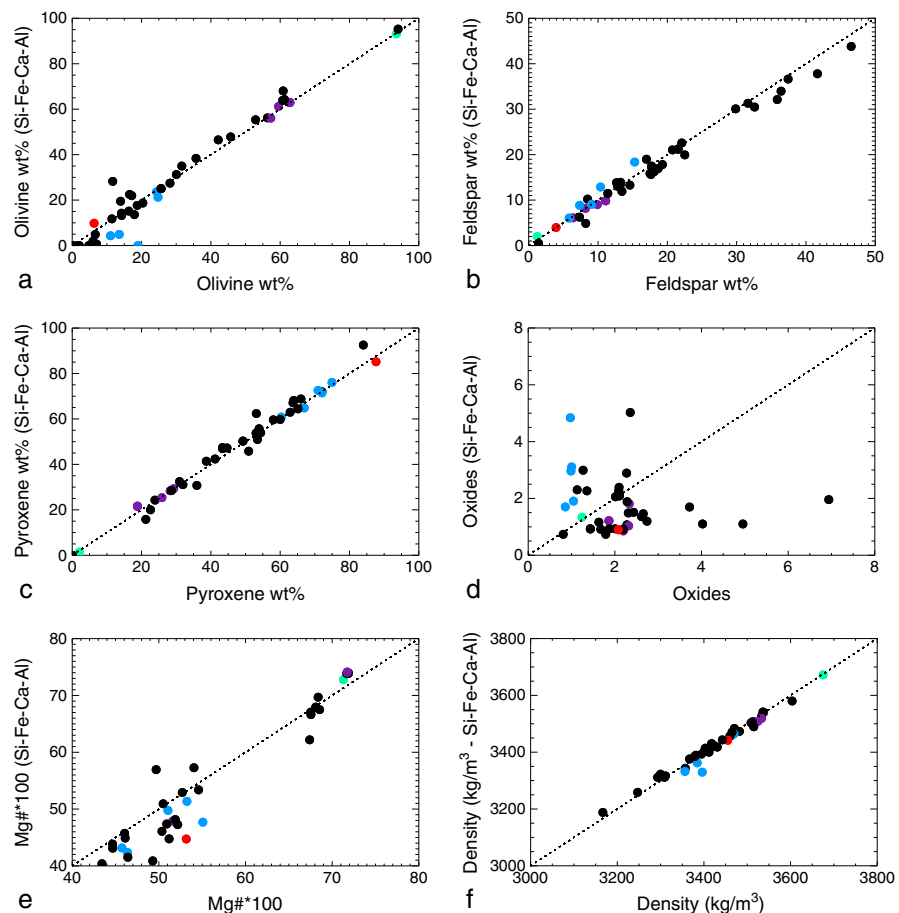 100
80
60
40
20
0
0 20 40 60 80 100
Olivine wt% (Si-Fe-Ca-Al)
Olivine wt%
a
50
40
30
20
10
0
0 10 20 30 40 50
Feldspar wt% (Si-Fe-Ca-Al)
Feldspar wt%
b
100
80
60
40
20
0
0 20 40 60 80 100
Pyroxene wt% (Si-Fe-Ca-Al)
Pyroxene wt%
c
8
6
4
2
0
0 2 4 6 8
Oxides (Si-Fe-Ca-Al)
Oxides
d
80
70
60
50
40
40 50 60 70 80
Mg#*100 (Si-Fe-Ca-Al)
Mg#*100
e
3800
3600
3400
3200
3000
3000 3200 3400 3600 3800
Density (kg/m³ - Si-Fe-Ca-Al)
Density (kg/m³)
f